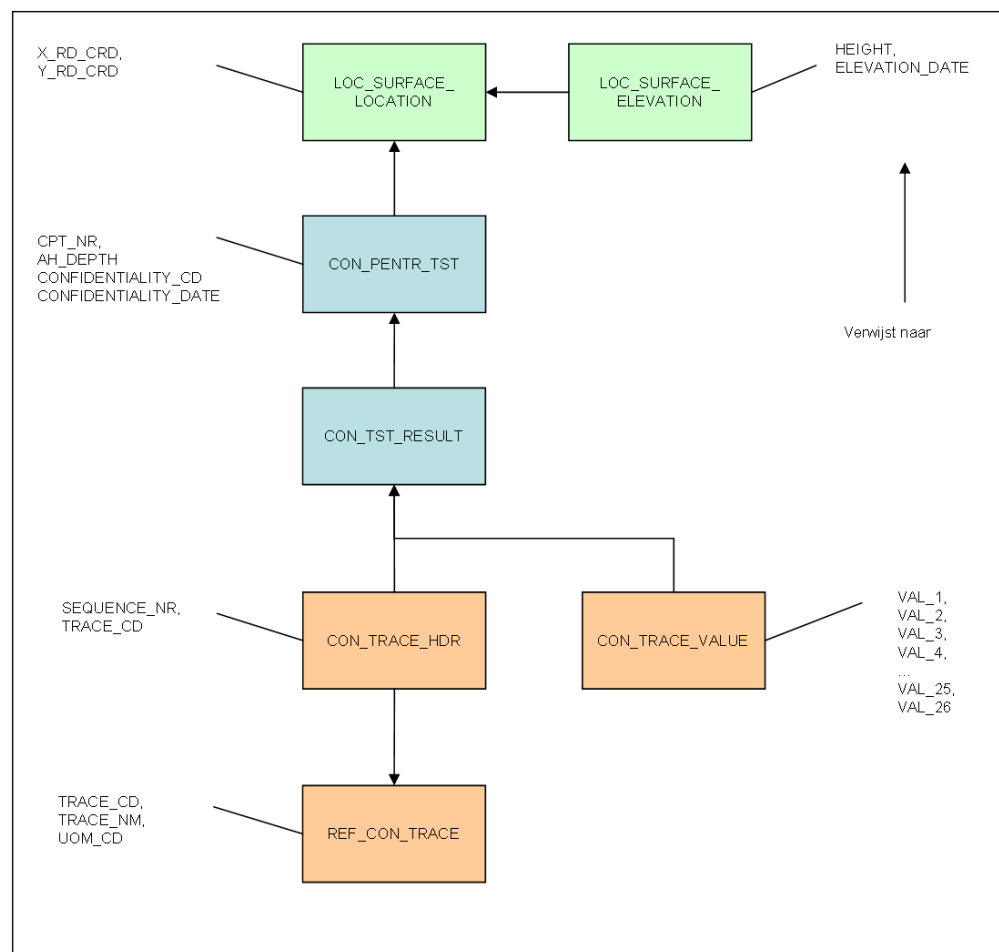 X_RD_CRD,
Y_RD_CRD
LOC_SURFACE_
LOCATION
LOC_SURFACE_
ELEVATION
HEIGHT,
ELEVATION_DATE
CPT_NR,
AH_DEPTH
CONFIDENTIALITY_CD
CONFIDENTIALITY_DATE
CON_PENTR_TST
Verwijst naar
CON_TST_RESULT
SEQUENCE_NR,
TRACE_CD
CON_TRACE_HDR
CON_TRACE_VALUE
VAL_1,
VAL_2,
VAL_3,
VAL_4,
...
VAL_25,
VAL_26
TRACE_CD,
TRACE_NM,
UOM_CD
REF_CON_TRACE